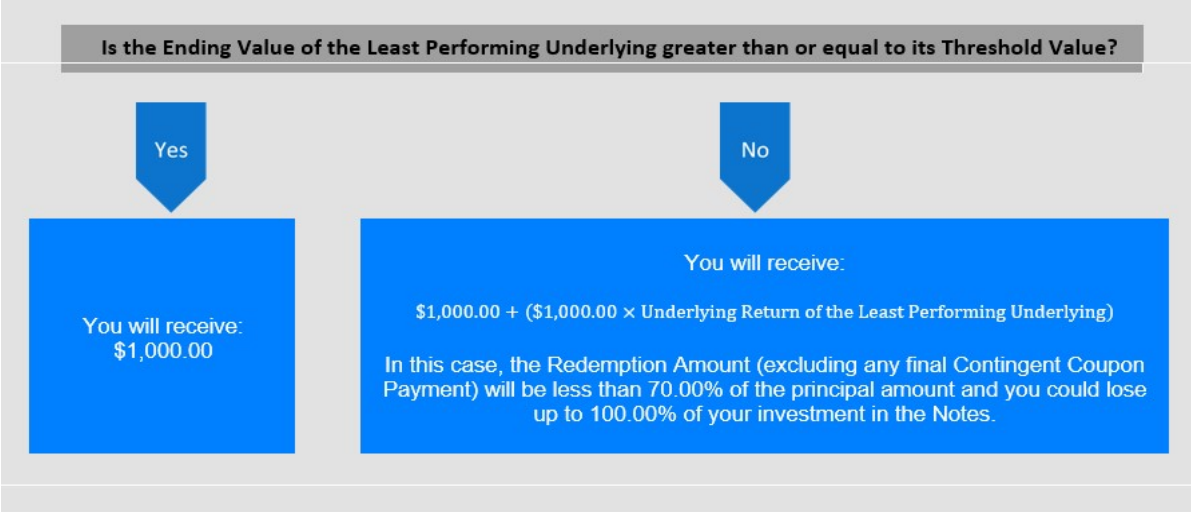 Is the Ending Value of the Least Performing Underlying greater than or equal to its Threshold Value?
Yes
No
You will receive:
$1,000.00
You will receive:
$1,000.00 + ($1,000.00 × Underlying Return of the Least Performing Underlying)
In this case, the Redemption Amount (excluding any final Contingent Coupon
Payment) will be less than 70.00% of the principal amount and you could lose
up to 100.00% of your investment in the Notes.